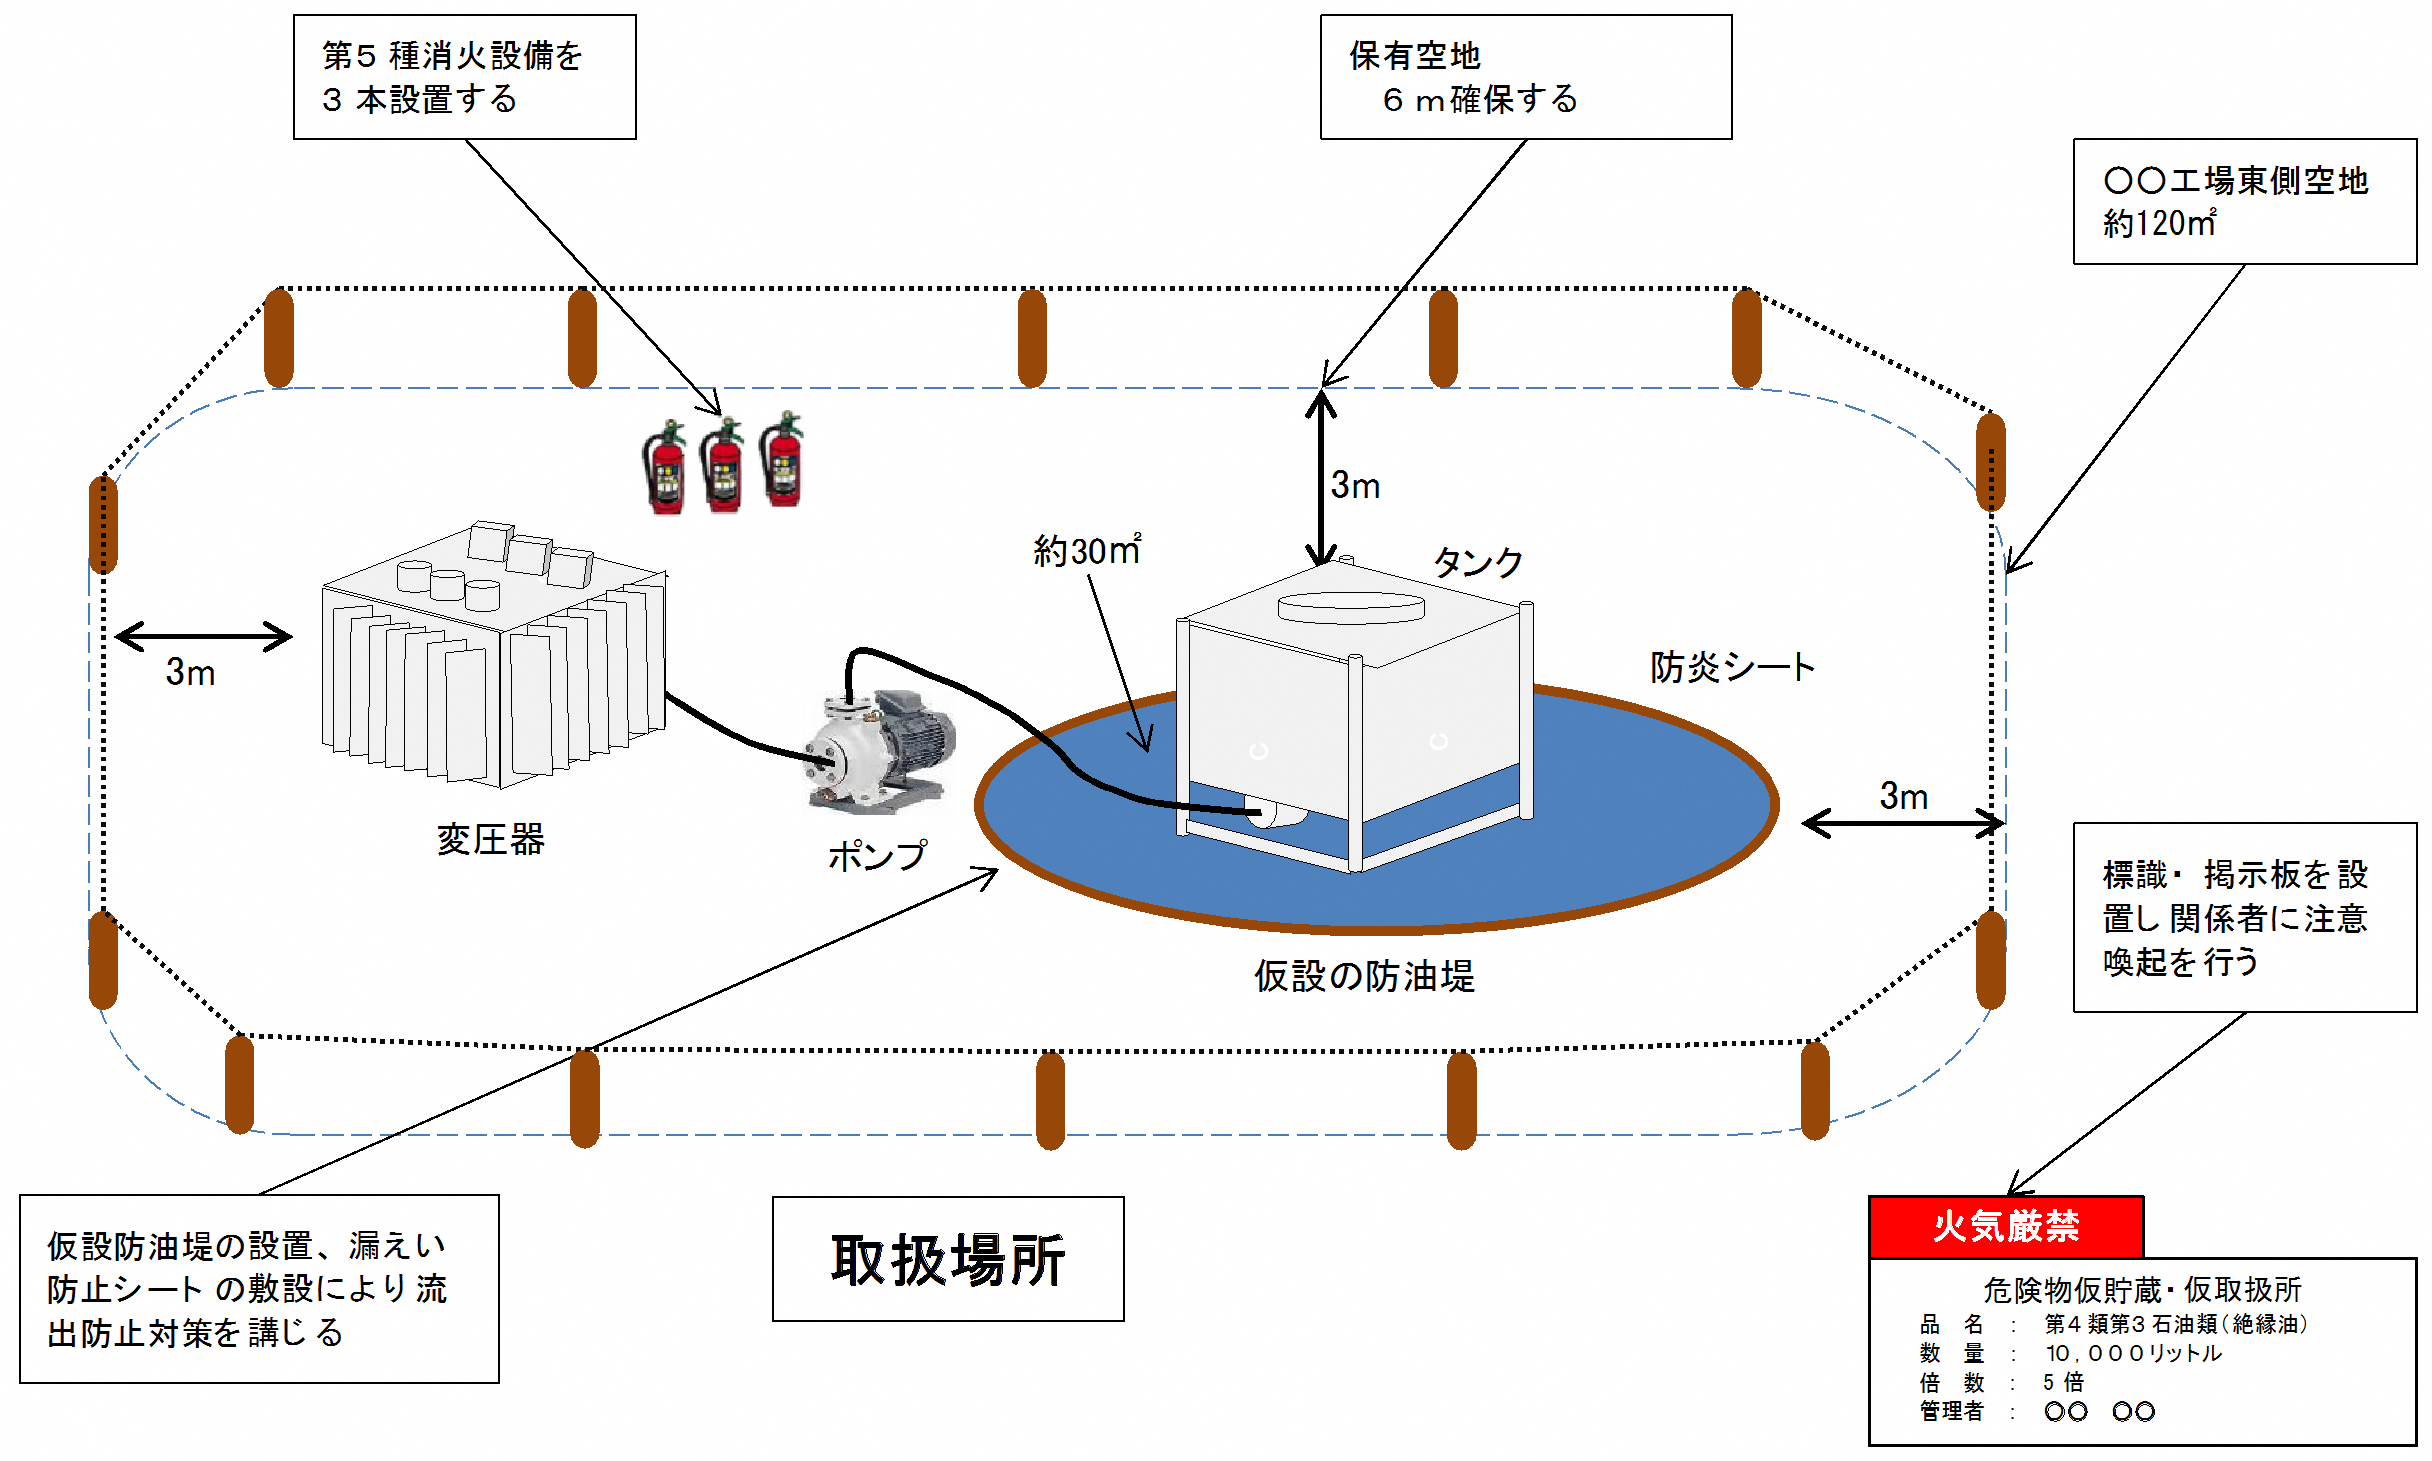 第５種消火設備を
３本設置する
保有空地
６ｍ確保する
〇〇工場東側空地
約120㎡
3m
約30㎡
タンク
防炎シート
3m
3m
変圧器
ポンプ
仮設の防油堤
標識・掲示板を設
置し関係者に注意
喚起を行う
仮設防油堤の設置、漏えい
防止シートの敷設により流
出防止対策を講じる
取扱場所
火気厳禁
危険物仮貯蔵・仮取扱所
品　名　：　第４類第３石油類（絶縁油）
数　量　：　１０，０００リットル
倍　数　：　５倍
管理者　：　〇〇　〇〇